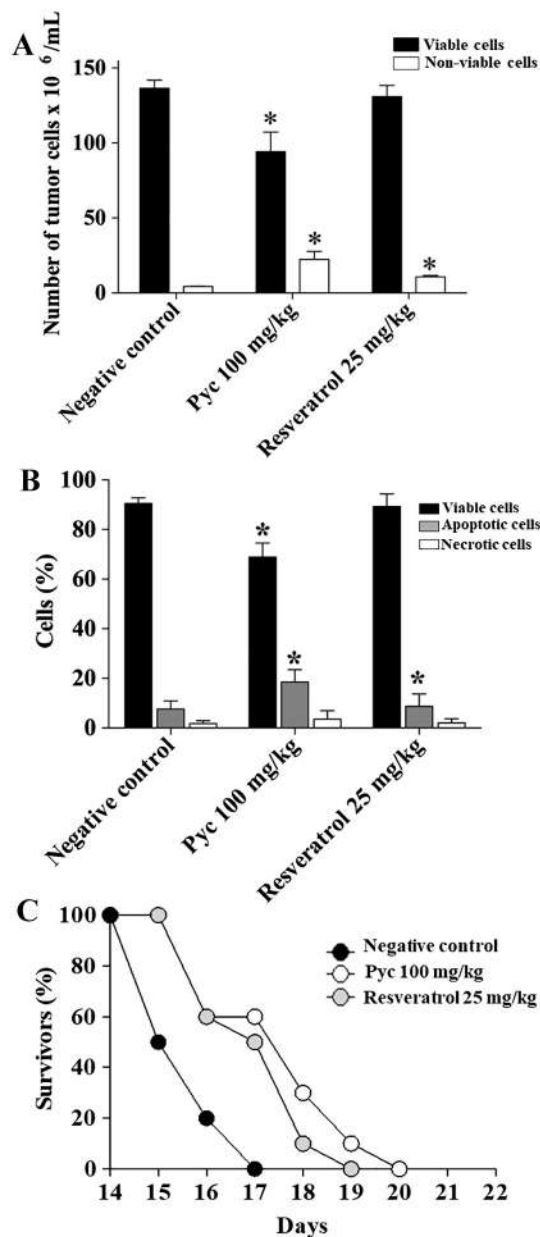 A
Number of tumor cells x 10 6/mL
Viable cells
Non-viable cells
150
100
50
0
*
*
*
Negative control
Pyc 100 mg/kg
Resveratrol 25 mg/kg
B
Cells (%)
Viable cells
Apoptotic cells
Necrotic cells
100
80
60
40
20
0
*
*
*
Negative control
Pyc 100 mg/kg
Resveratrol 25 mg/kg
C
Survivors (%)
Negative control
Pyc 100 mg/kg
Resveratrol 25 mg/kg
100
80
60
40
20
0
14 15 16 17 18 19 20 21 22
Days